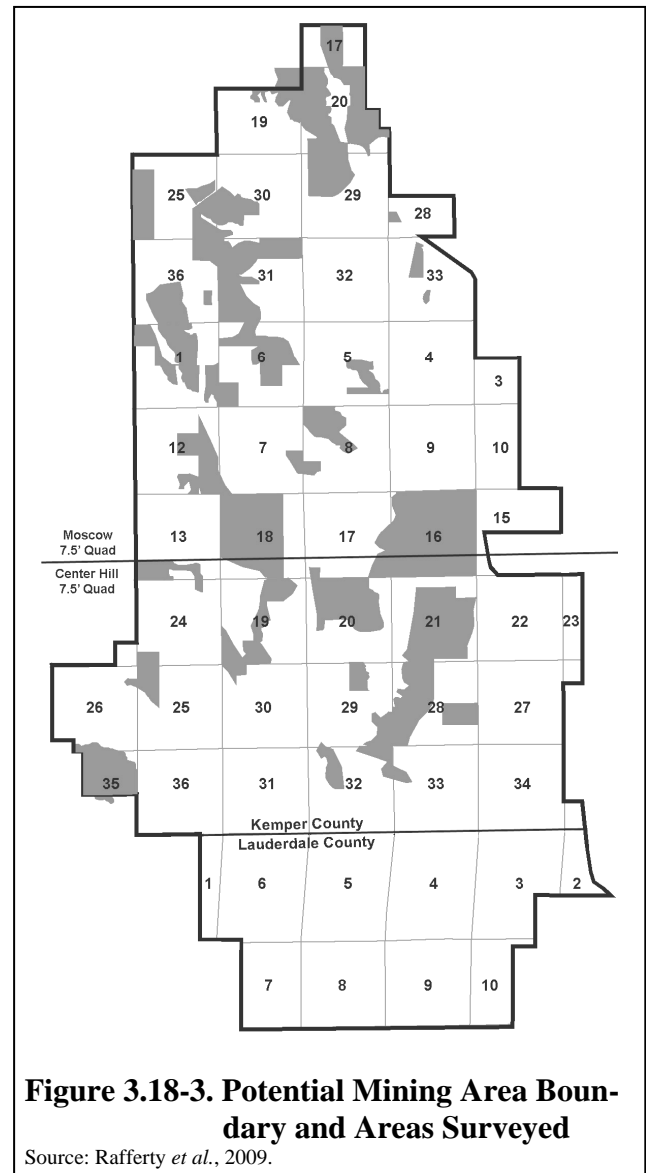 17
20
19
25 30 29
28
36 31 32 33
1 6 5 4
3
12 7 8 9 10
15
13 18 17 16
Moscow
7.5' Quad
Center Hill
7.5' Quad
24 19 20 21 22 23
26 25 30 29 28 27
35 36 31 32 33 34
Kemper County
Lauderdale County
1 6 5 4 3 2
7 8 9 10
Figure 3.18-3. Potential Mining Area Boun-
dary and Areas Surveyed
Source: Rafferty et al., 2009.